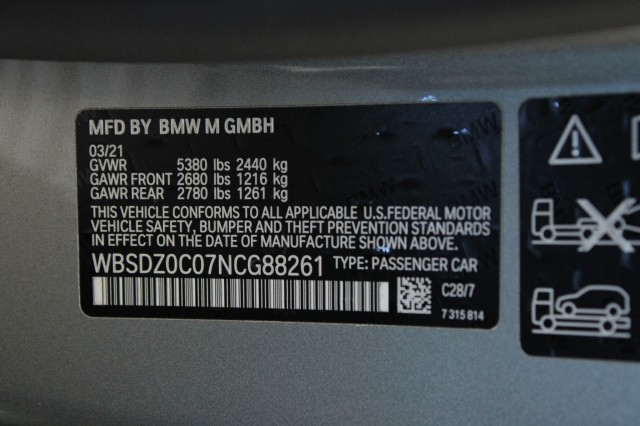 MFD BY BMW M GMBH
03/21
GVWR 5380 lbs 2440 kg
GAWR FRONT 2680 lbs 1216 kg
GAWR REAR 2780 lbs 1261 kg
THIS VEHICLE CONFORMS TO ALL APPLICABLE U.S.FEDERAL MOTOR
VEHICLE SAFETY, BUMPER AND THEFT PREVENTION STANDARDS
IN EFFECT ON THE DATE OF MANUFACTURE SHOWN ABOVE.
WBSDZ0C07NCG88261 TYPE: PASSENGER CAR
C28/7
7 315 814